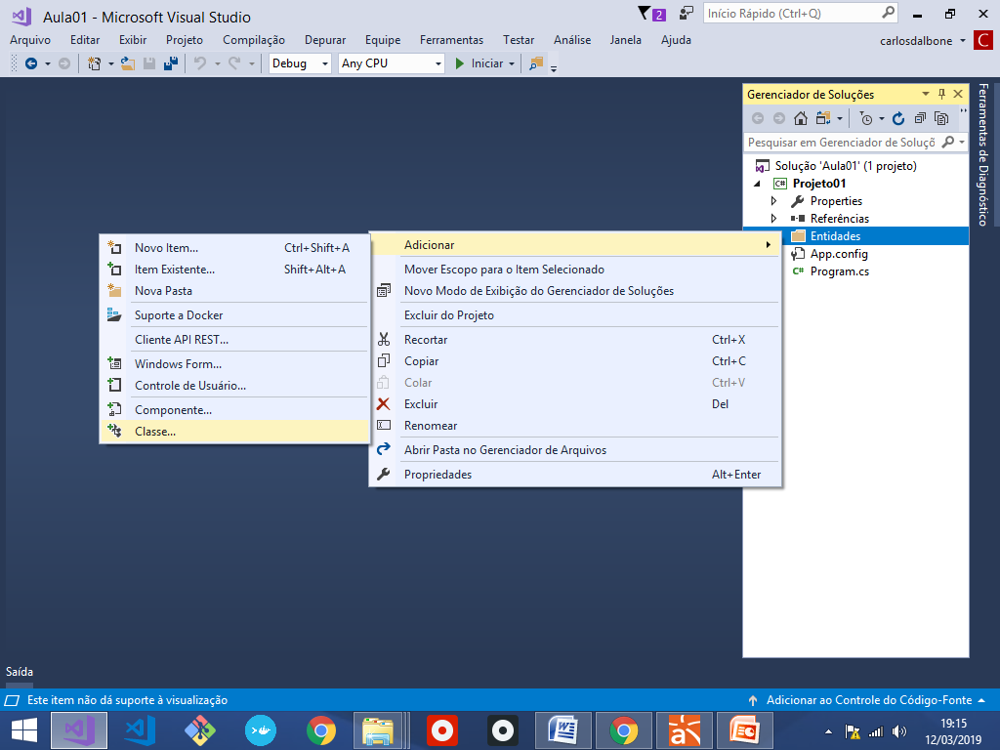 Aula01 - Microsoft Visual Studio
2
Início Rápido (Ctrl+Q)
Arquivo Editar Exibir Projeto Compilação Depurar Equipe Ferramentas Testar Análise Janela Ajuda
carlosdalbone
C
Debug Any CPU Iniciar
Gerenciador de Soluções
Pesquisar em Gerenciador de Soluçõ
Solução 'Aula01' (1 projeto)
C# Projeto01
Properties
Referências
Entidades
App.config
C# Program.cs
Ferramentas de Diagnóstico
Adicionar
Mover Escopo para o Item Selecionado
Novo Modo de Exibição do Gerenciador de Soluções
Excluir do Projeto
Recortar Ctrl+X
Copiar Ctrl+C
Colar Ctrl+V
Excluir Del
Renomear
Abrir Pasta no Gerenciador de Arquivos
Propriedades Alt+Enter
Novo Item... Ctrl+Shift+A
Item Existente... Shift+Alt+A
Nova Pasta
Suporte a Docker
Cliente API REST...
Windows Form...
Controle de Usuário...
Componente...
Classe...
Saída
Este item não dá suporte à visualização
Adicionar ao Controle do Código-Fonte
19:15
12/03/2019